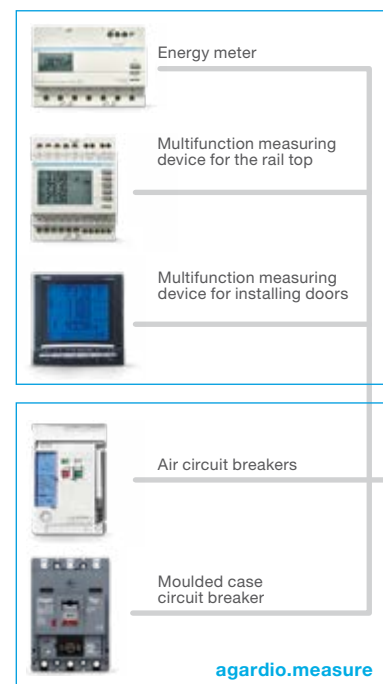 Energy meter
Multifunction measuring
device for the rail top
Multifunction measuring
device for installing doors
Air circuit breakers
Moulded case
circuit breaker
agardio.measure